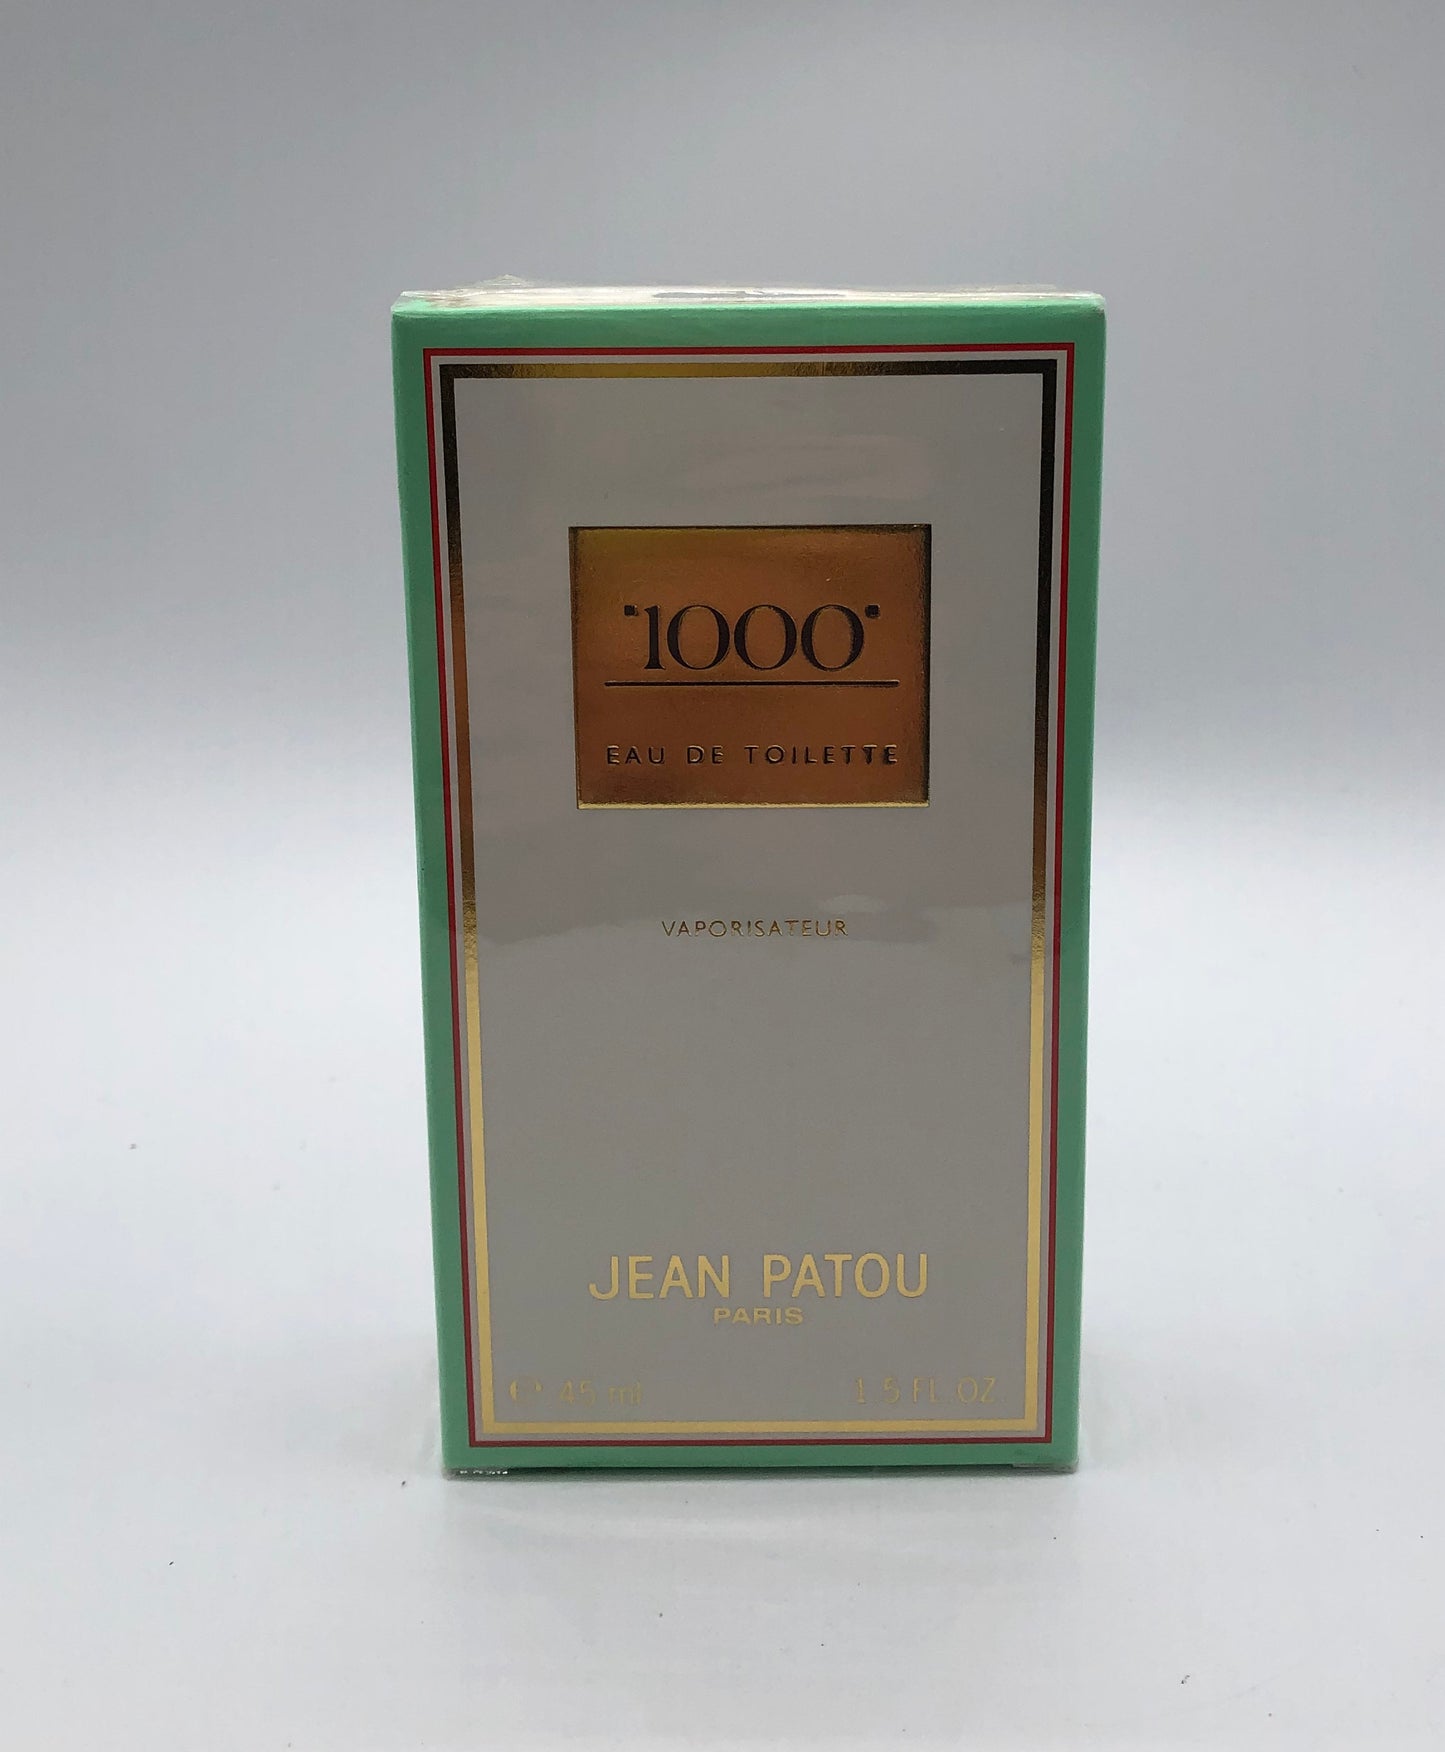 "1000"
EAU DE TOILETTE
VAPORISATEUR
JEAN PATOU
PARIS
℮ 45 ml 1.5 FL.OZ.